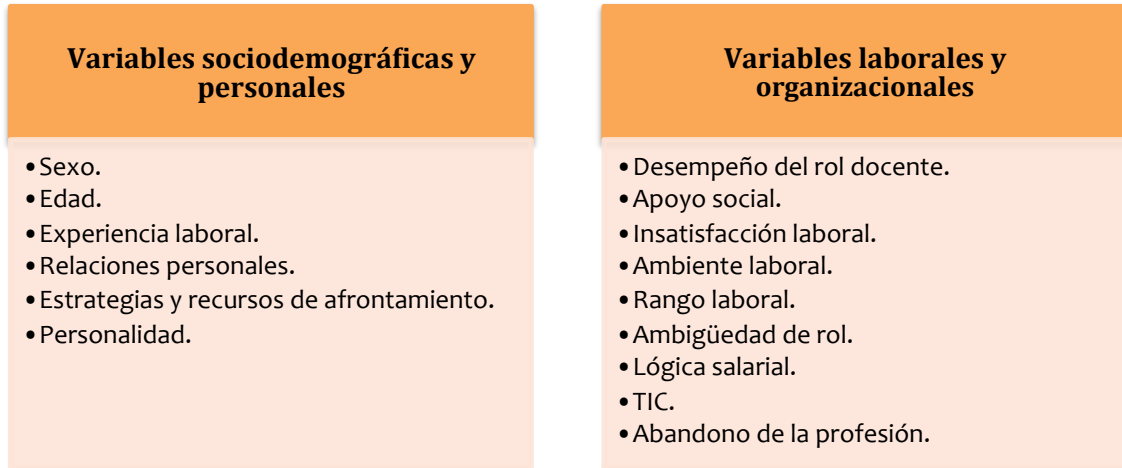 Variables sociodemográficas y
personales
• Sexo.
• Edad.
• Experiencia laboral.
• Relaciones personales.
• Estrategias y recursos de afrontamiento.
• Personalidad.
Variables laborales y
organizacionales
• Desempeño del rol docente.
• Apoyo social.
• Insatisfacción laboral.
• Ambiente laboral.
• Rango laboral.
• Ambigüedad de rol.
• Lógica salarial.
• TIC.
• Abandono de la profesión.